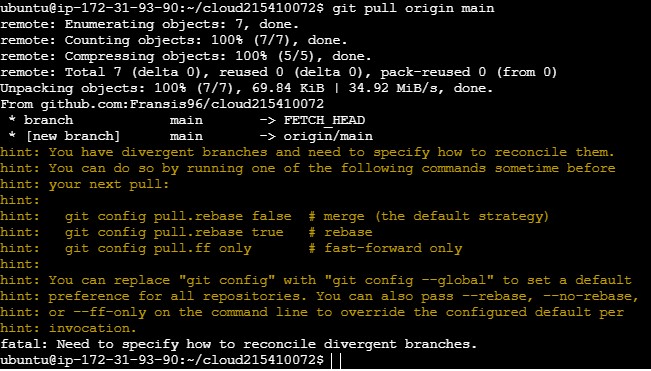 ubuntu@ip-172-31-93-90:~/cloud215410072$ git pull origin main
remote: Enumerating objects: 7, done.
remote: Counting objects: 100% (7/7), done.
remote: Compressing objects: 100% (5/5), done.
remote: Total 7 (delta 0), reused 0 (delta 0), pack-reused 0 (from 0)
Unpacking objects: 100% (7/7), 69.84 KiB | 34.92 MiB/s, done.
From github.com:Fransis96/cloud215410072
 * branch            main       -> FETCH_HEAD
 * [new branch]      main       -> origin/main
hint: You have divergent branches and need to specify how to reconcile them.
hint: You can do so by running one of the following commands sometime before
hint: your next pull:
hint:
hint:   git config pull.rebase false  # merge (the default strategy)
hint:   git config pull.rebase true   # rebase
hint:   git config pull.ff only       # fast-forward only
hint:
hint: You can replace "git config" with "git config --global" to set a default
hint: preference for all repositories. You can also pass --rebase, --no-rebase,
hint: or --ff-only on the command line to override the configured default per
hint: invocation.
fatal: Need to specify how to reconcile divergent branches.
ubuntu@ip-172-31-93-90:~/cloud215410072$